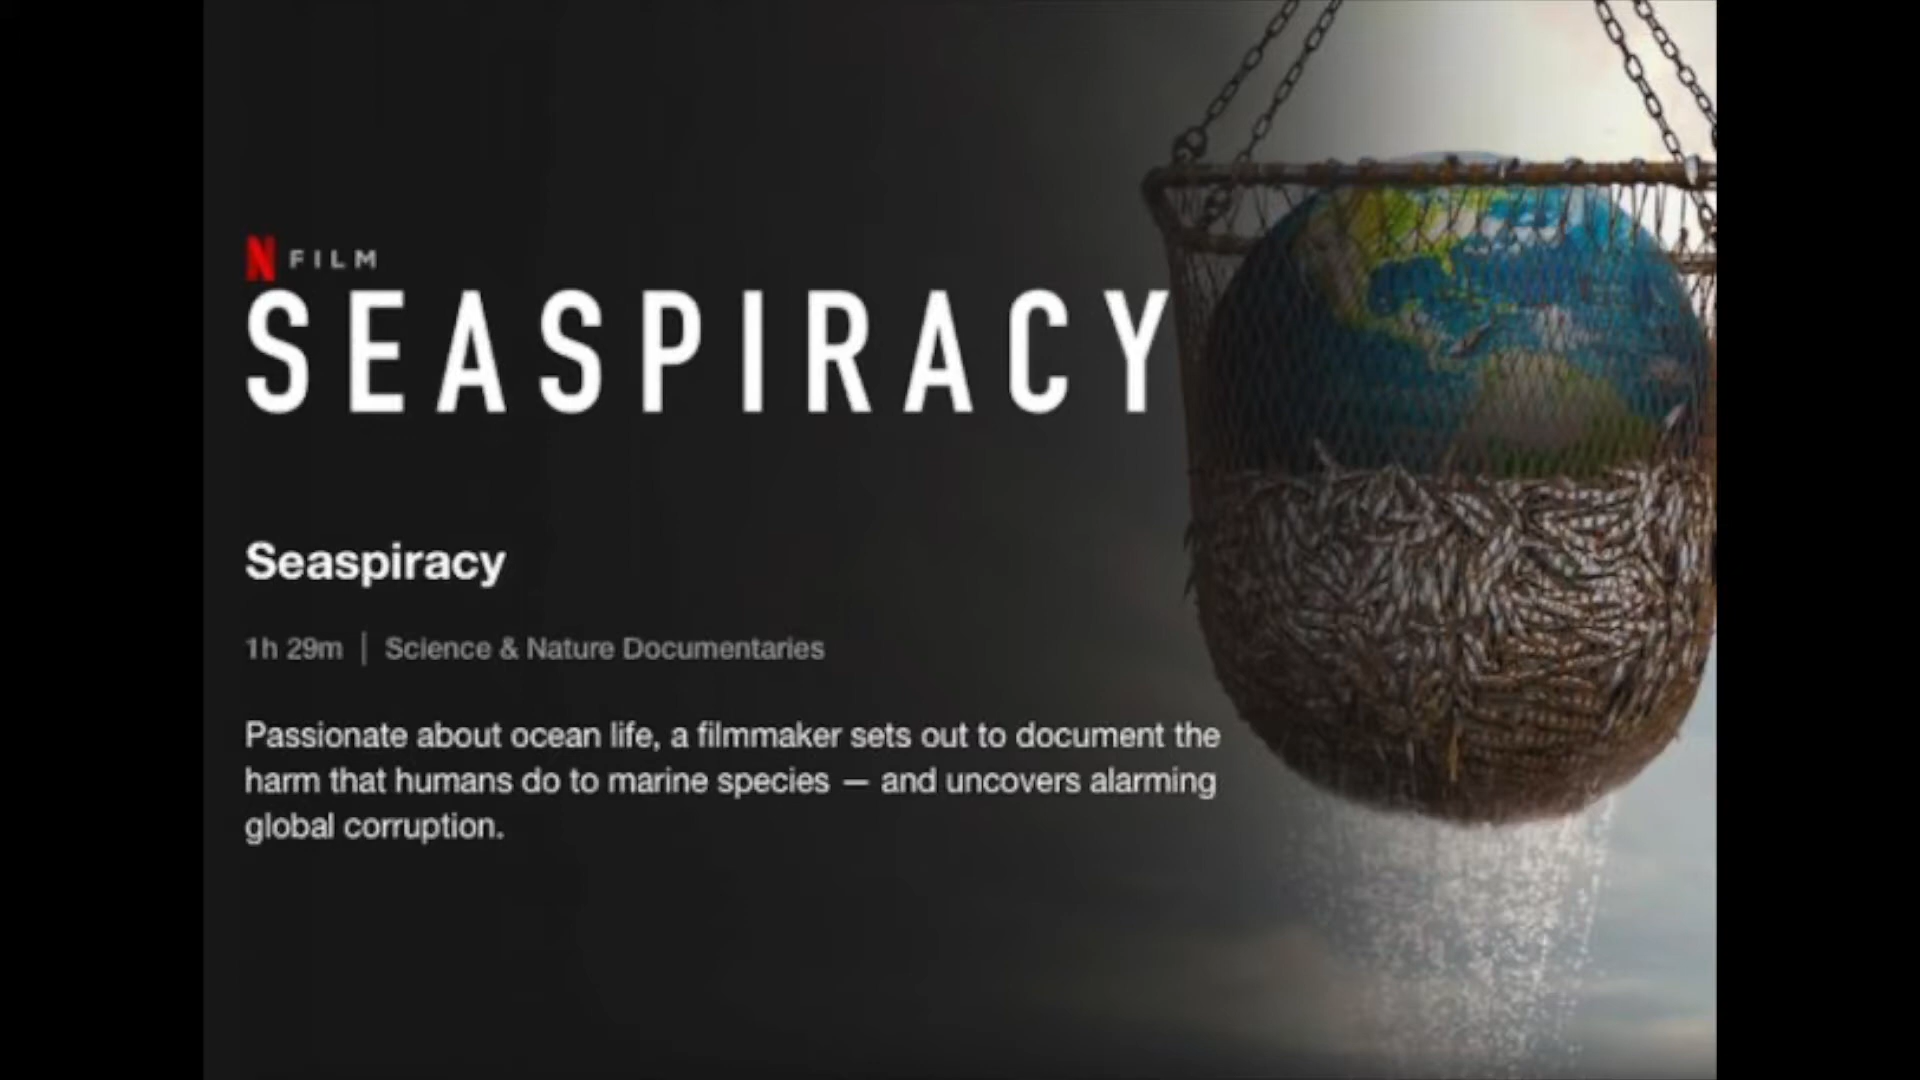 N FILM
SEASPIRACY
Seaspiracy
1h 29m | Science & Nature Documentaries
Passionate about ocean life, a filmmaker sets out to document the
harm that humans do to marine species — and uncovers alarming
global corruption.